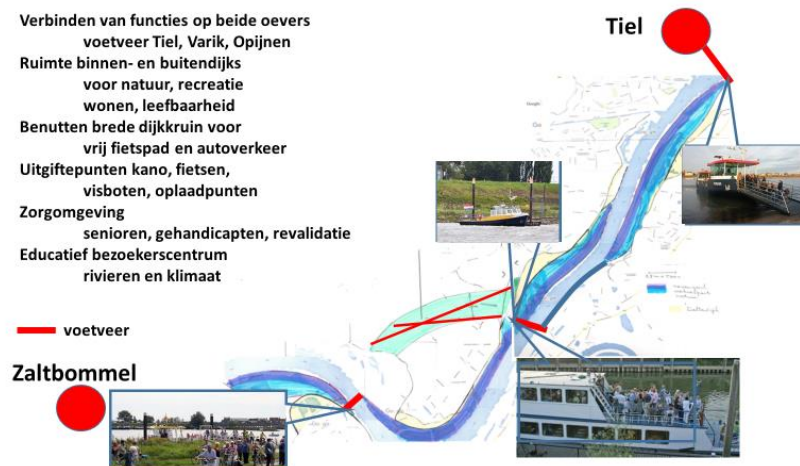 Verbinden van functies op beide oevers
voetveer Tiel, Varik, Opijnen
Ruimte binnen- en buitendijks
voor natuur, recreatie
wonen, leefbaarheid
Benutten brede dijkkruin voor
vrij fietspad en autoverkeer
Uitgiftepunten kano, fietsen,
visboten, oplaadpunten
Zorgomgeving
senioren, gehandicapten, revalidatie
Educatief bezoekerscentrum
rivieren en klimaat
voetveer
Tiel
Zaltbommel
Google